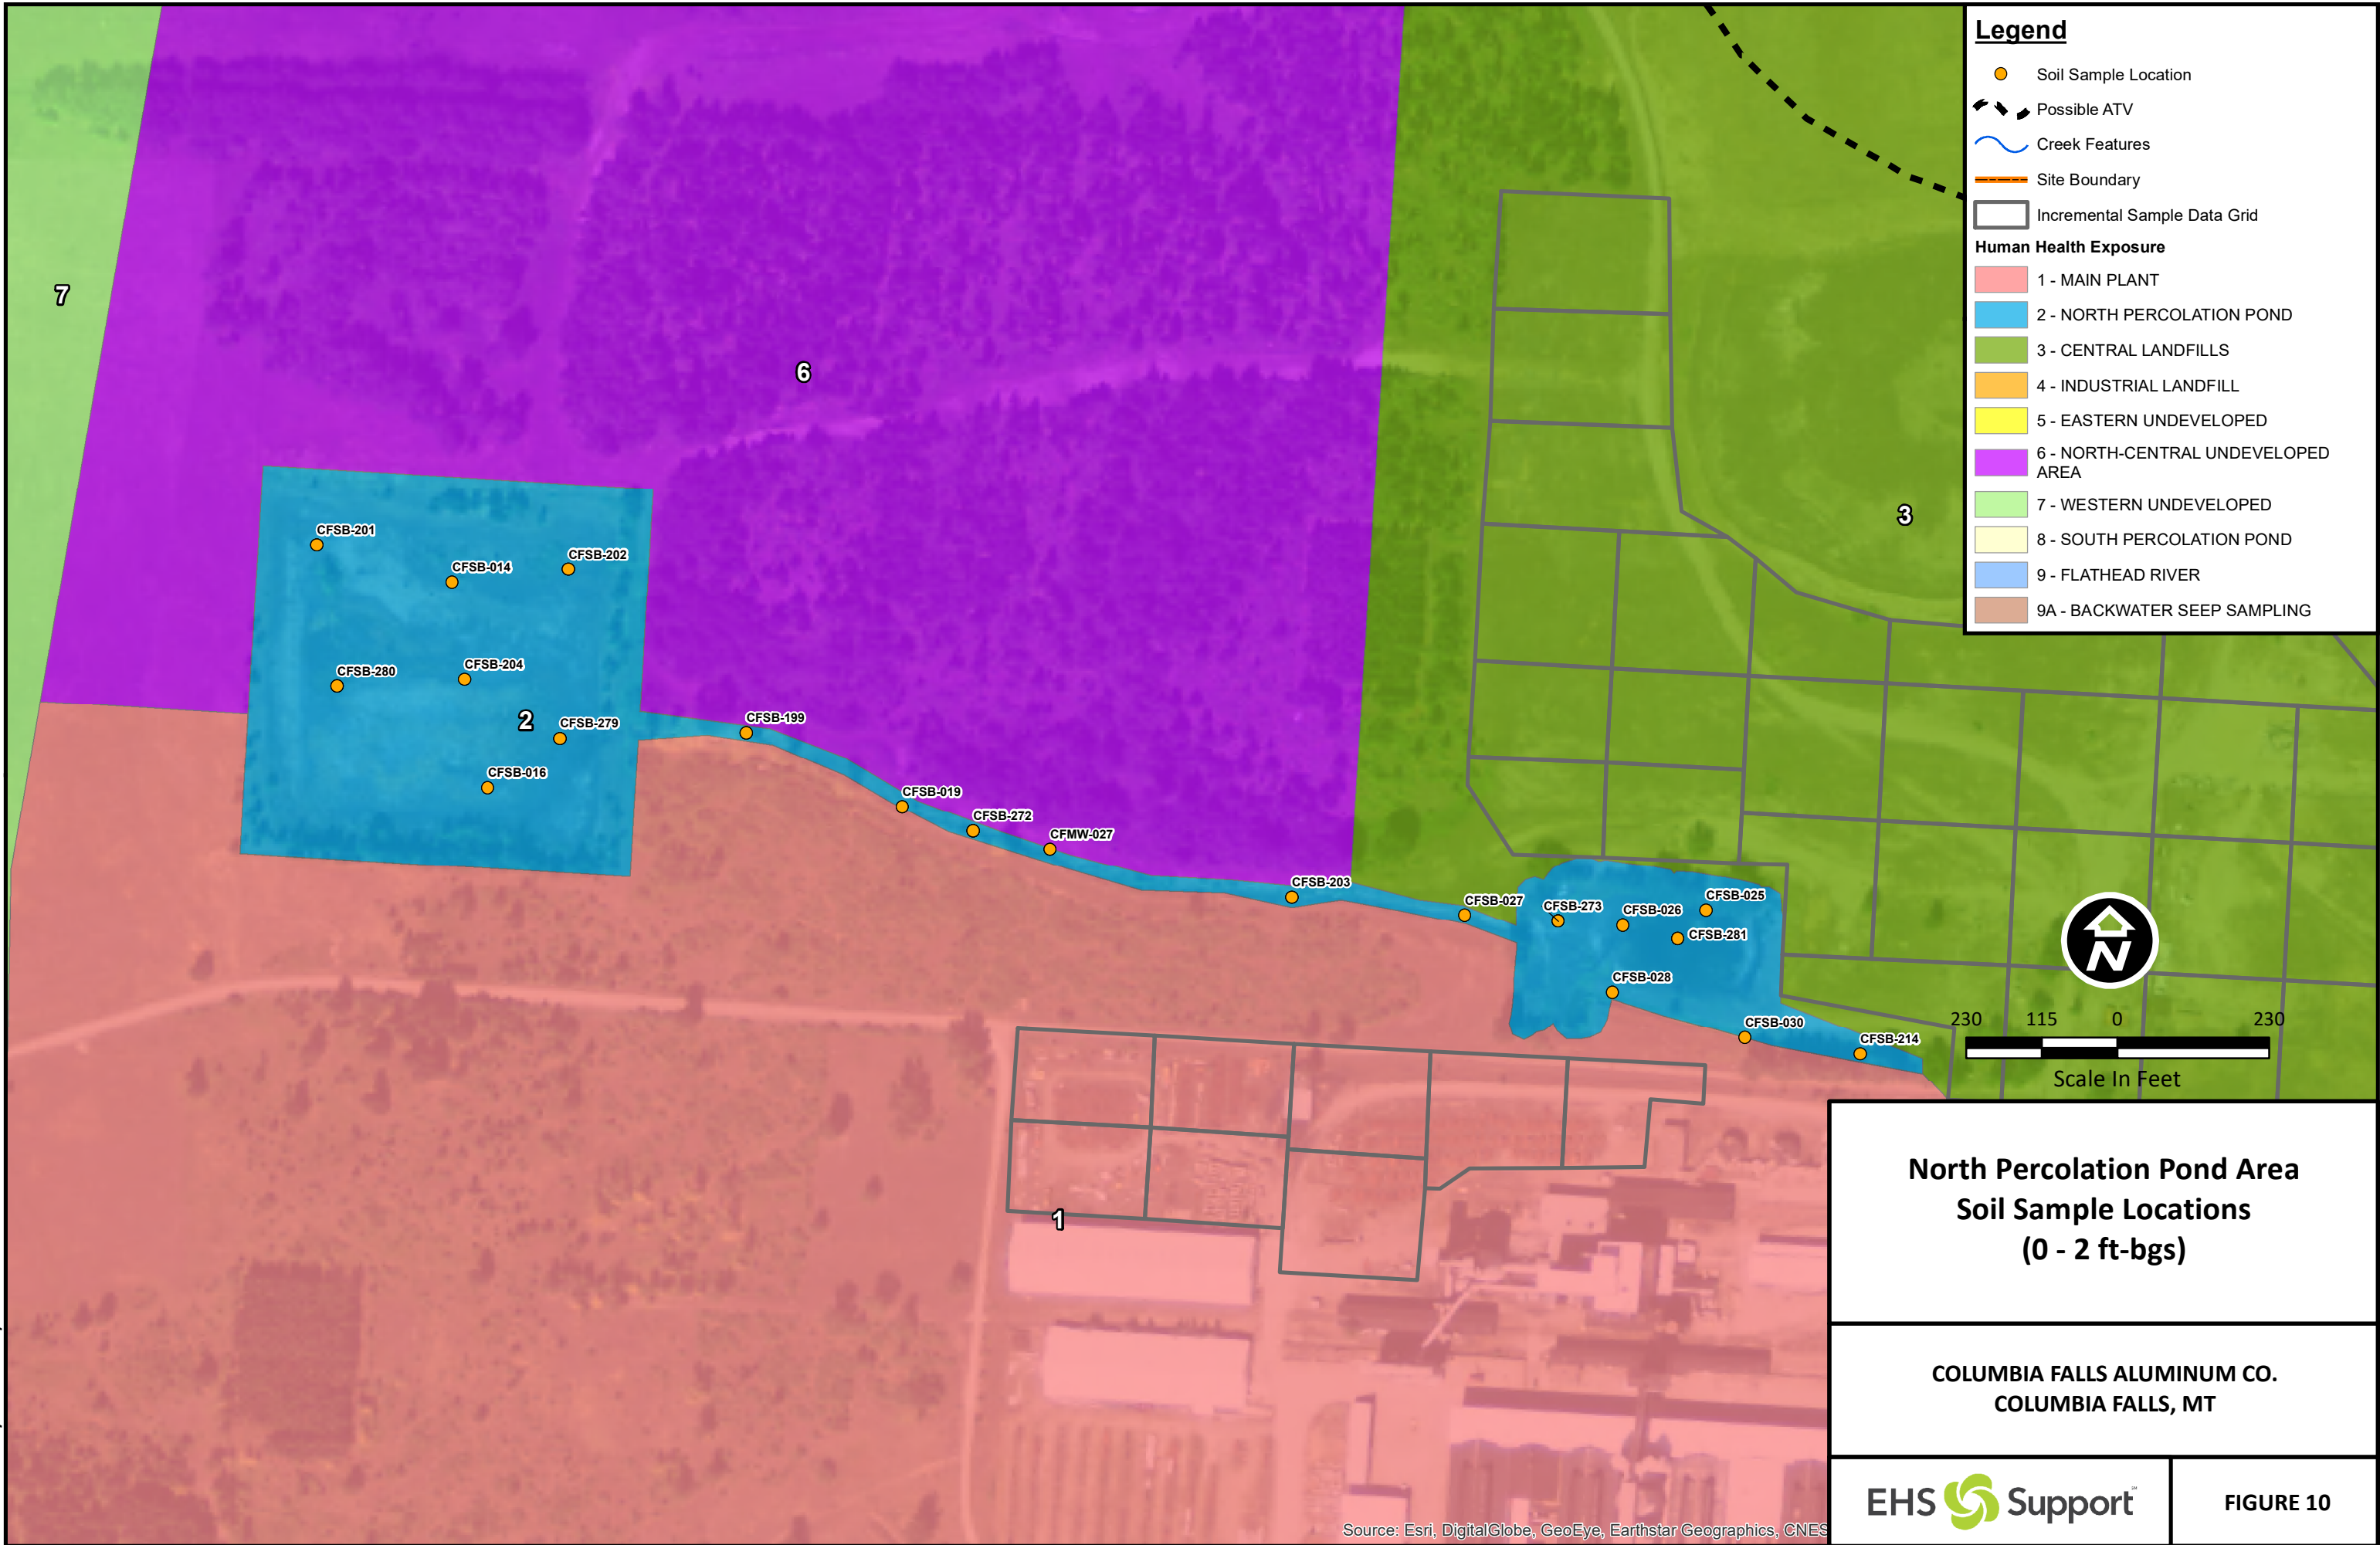 Legend
Soil Sample Location
Possible ATV
Creek Features
Site Boundary
Incremental Sample Data Grid
Human Health Exposure
1 - MAIN PLANT
2 - NORTH PERCOLATION POND
3 - CENTRAL LANDFILLS
4 - INDUSTRIAL LANDFILL
5 - EASTERN UNDEVELOPED
6 - NORTH-CENTRAL UNDEVELOPED
AREA
7 - WESTERN UNDEVELOPED
8 - SOUTH PERCOLATION POND
9 - FLATHEAD RIVER
9A - BACKWATER SEEP SAMPLING
7
6
3
CFSB-201
CFSB-014
CFSB-202
CFSB-280
CFSB-204
2
CFSB-279
CFSB-016
CFSB-199
CFSB-019
CFSB-272
CFMW-027
CFSB-203
CFSB-027
CFSB-273
CFSB-026
CFSB-025
CFSB-281
CFSB-028
CFSB-030
CFSB-214
N
230 115 0 230
Scale In Feet
1
North Percolation Pond Area
Soil Sample Locations
(0 - 2 ft-bgs)
COLUMBIA FALLS ALUMINUM CO.
COLUMBIA FALLS, MT
EHS Support
FIGURE 10
Source: Esri, DigitalGlobe, GeoEye, Earthstar Geographics, CNES